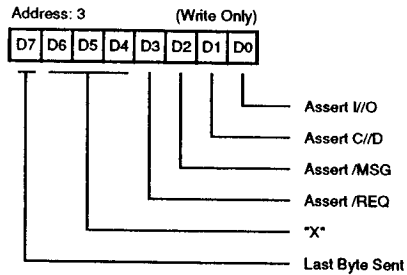 Address: 3 (Write Only)
D7 D6 D5 D4 D3 D2 D1 D0
Assert I//O
Assert C//D
Assert /MSG
Assert /REQ
"X"
Last Byte Sent